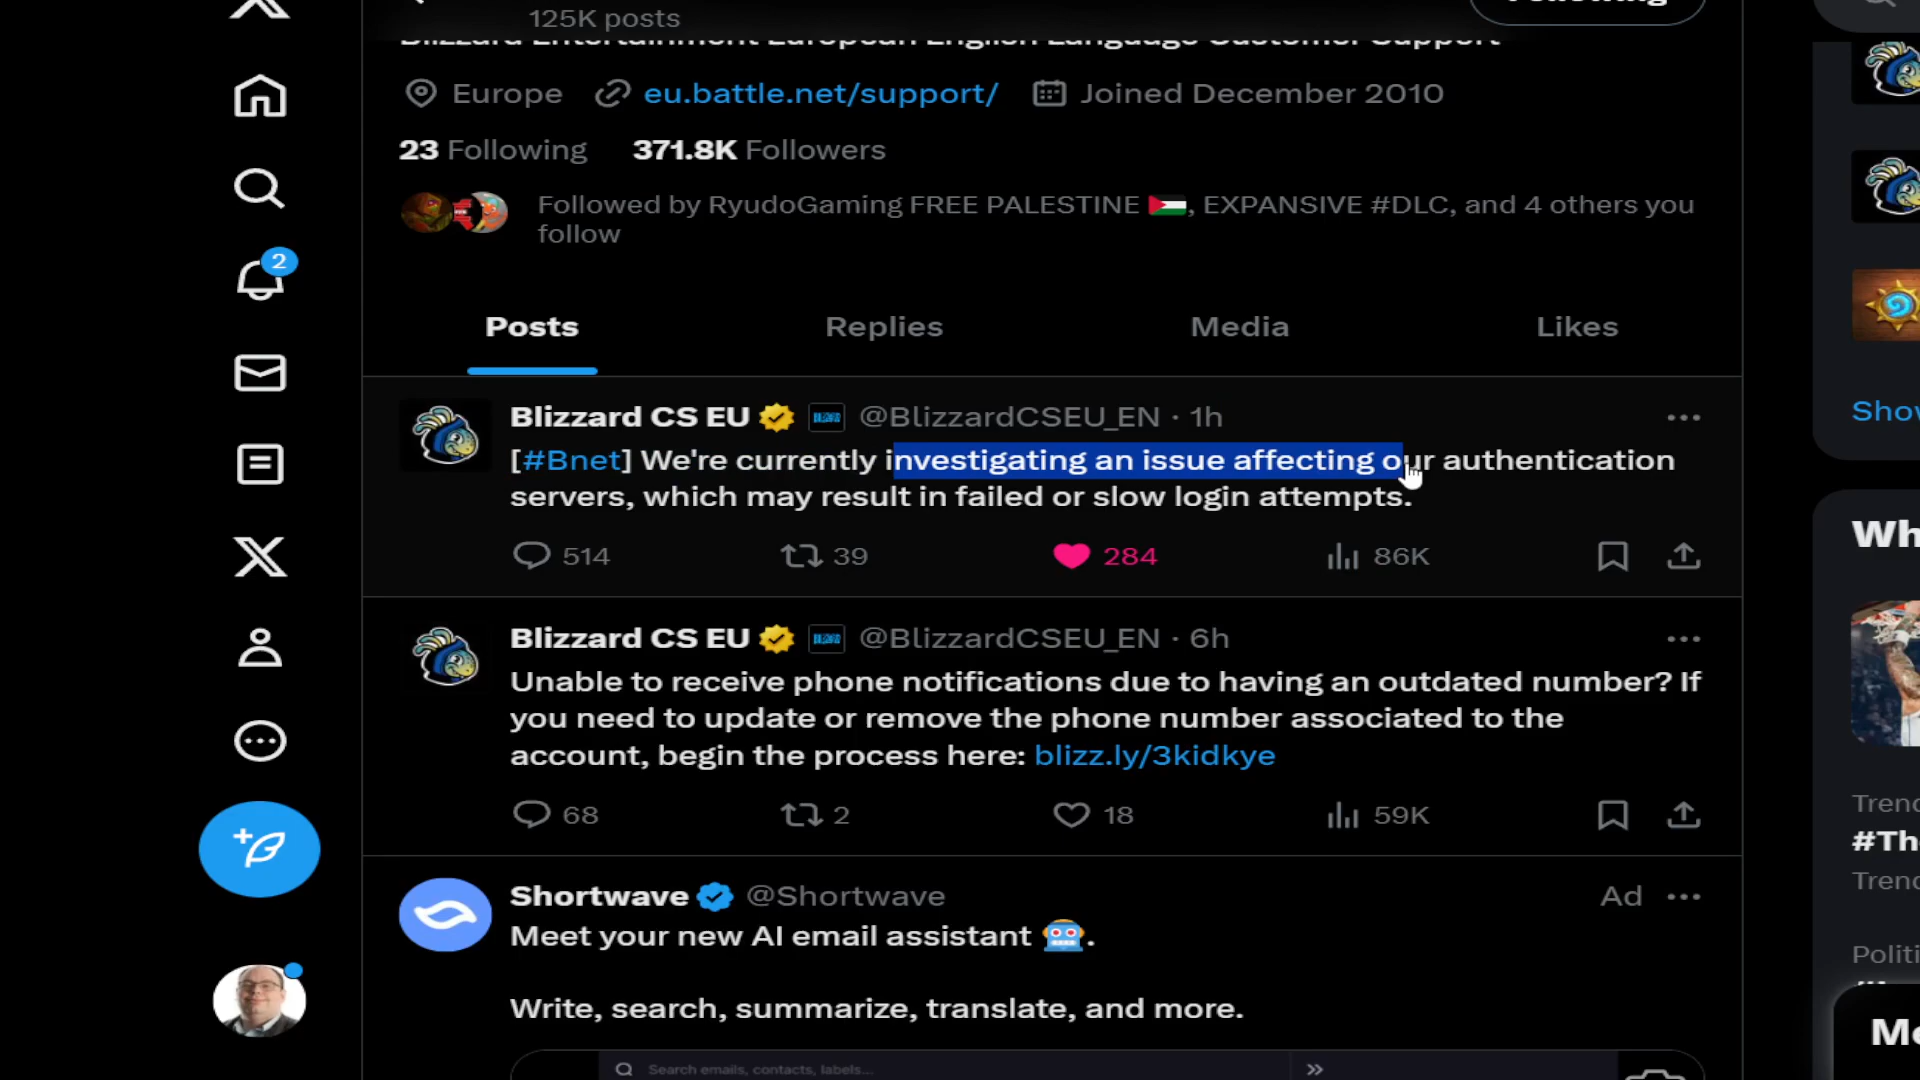 125K posts
Blizzard Entertainment European English Language Customer Support
Following
Europe eu.battle.net/support/ Joined December 2010
23 Following 371.8K Followers
Followed by RyudoGaming FREE PALESTINE 🇵🇸, EXPANSIVE #DLC, and 4 others you
follow
2
Posts Replies Media Likes
Blizzard CS EU @BlizzardCSEU_EN · 1h
[#Bnet] We're currently investigating an issue affecting our authentication
servers, which may result in failed or slow login attempts.
514 39 284 86K
Blizzard CS EU @BlizzardCSEU_EN · 6h
Unable to receive phone notifications due to having an outdated number? If
you need to update or remove the phone number associated to the
account, begin the process here: blizz.ly/3kidkye
68 2 18 59K
Shortwave @Shortwave Ad
Meet your new AI email assistant 🤖.
Write, search, summarize, translate, and more.
Search emails, contacts, labels...
Show
Wh
Trend
#Th
Trend
Politi
Mo